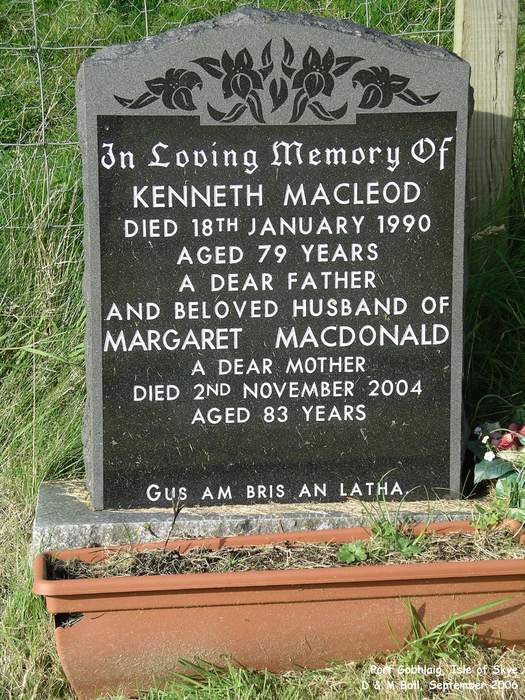 In Loving Memory Of
KENNETH MACLEOD
DIED 18TH JANUARY 1990
AGED 79 YEARS
A DEAR FATHER
AND BELOVED HUSBAND OF
MARGARET MACDONALD
A DEAR MOTHER
DIED 2ND NOVEMBER 2004
AGED 83 YEARS
GUS AM BRIS AN LATHA.
Port Gobhlaig, Isle of Skye
D & M Ball, September 2006